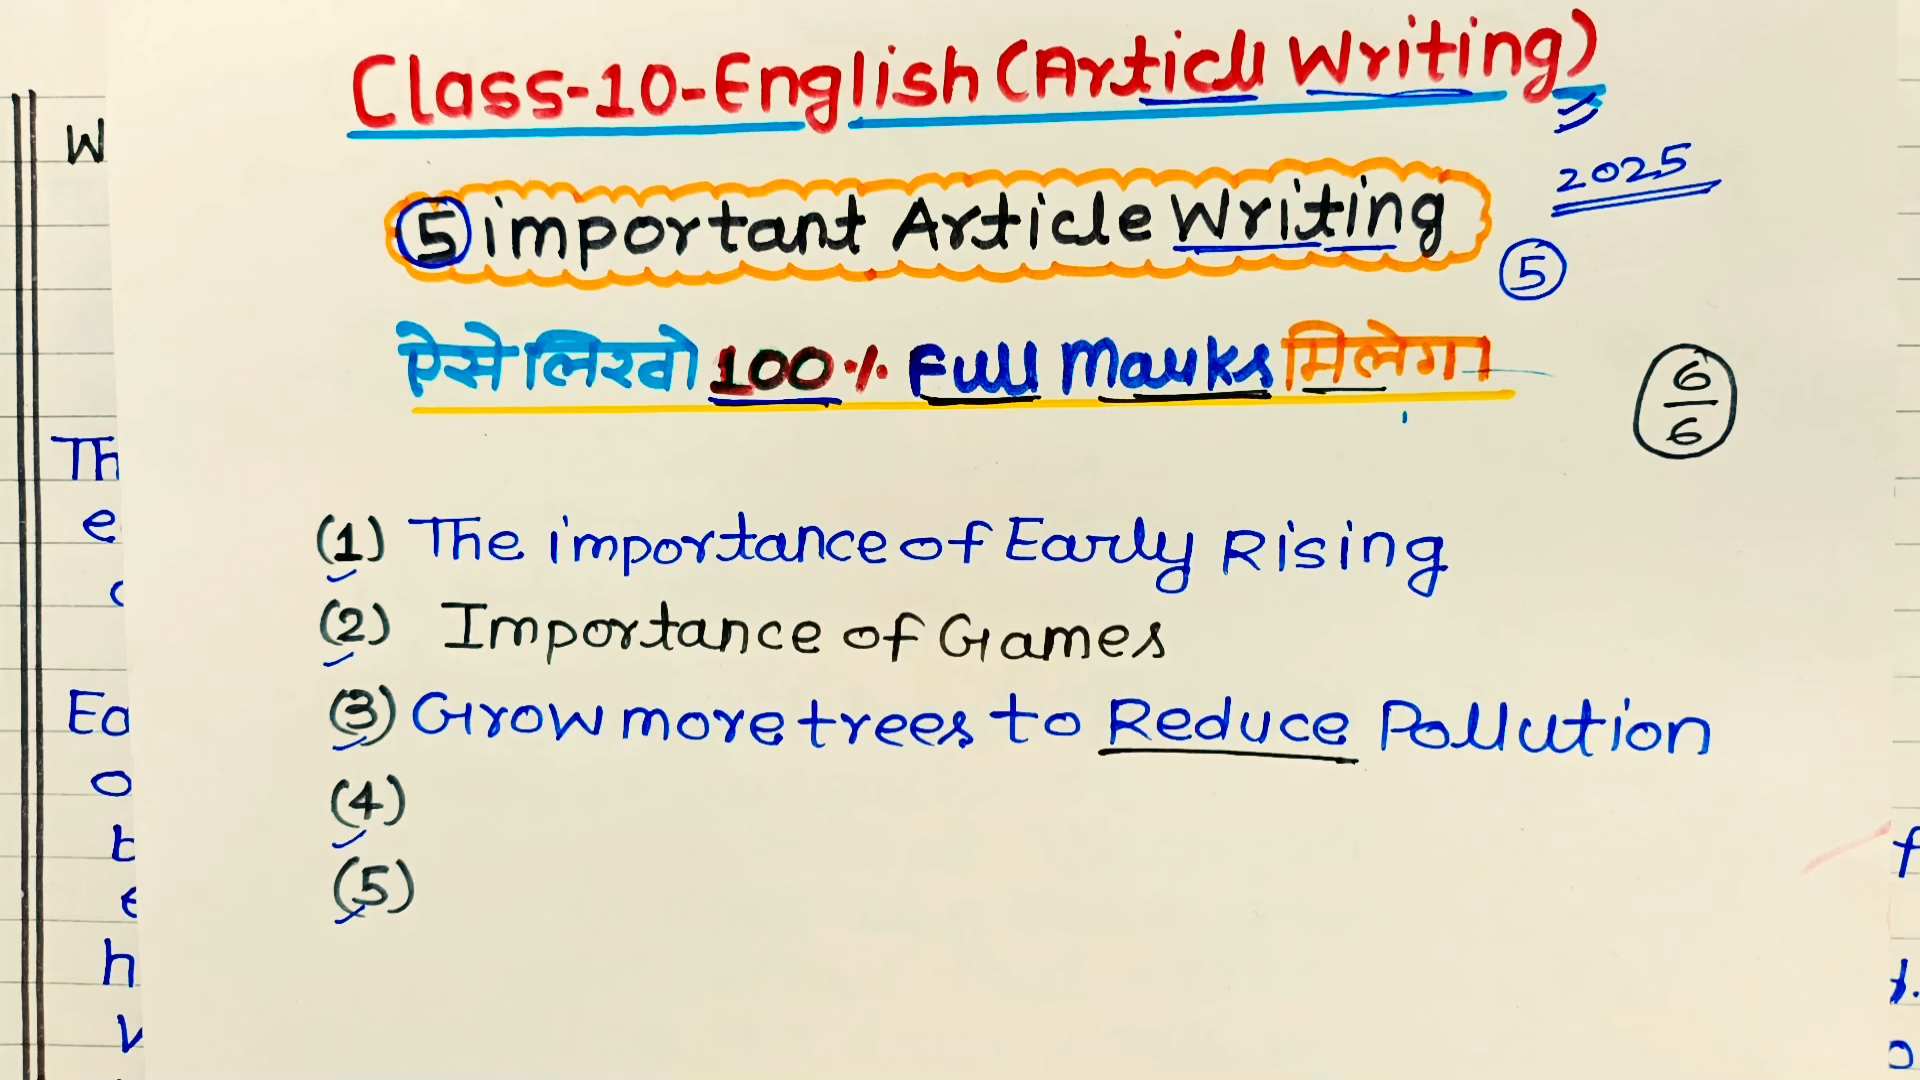 Class-10-English (Article Writing)
2025
5 important Article Writing
5
ऐसे लिखो 100% Full Marks मिलेगा
6
6
(1) The importance of Early Rising
(2) Importance of Games
(3) Grow more trees to Reduce Pollution
(4)
(5)